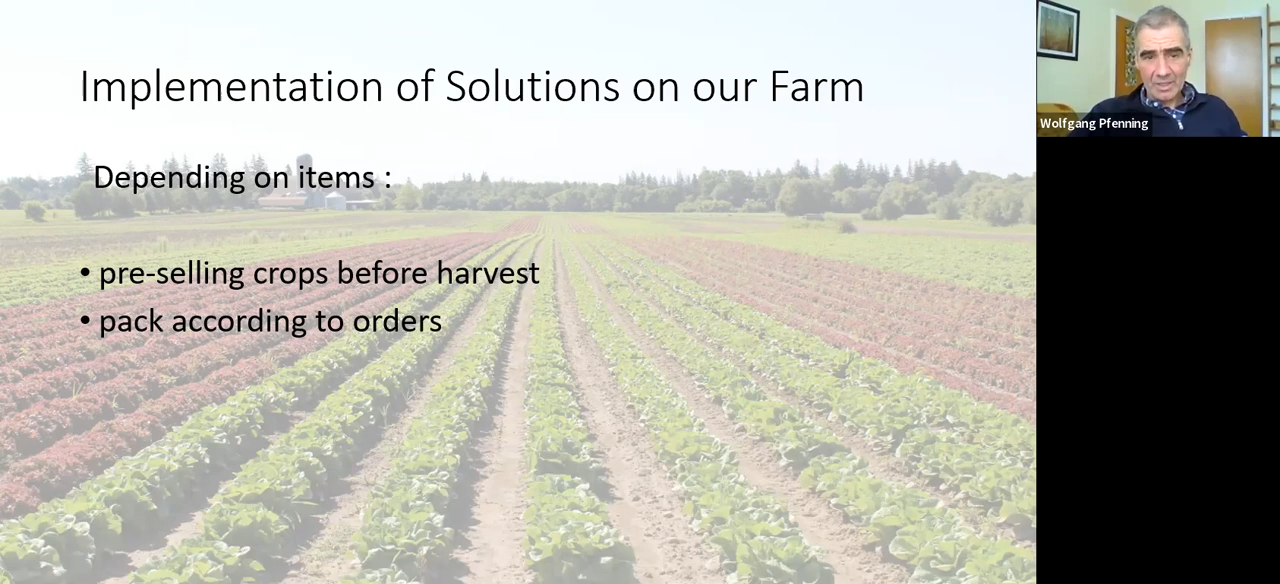 Implementation of Solutions on our Farm
Depending on items :
• pre-selling crops before harvest
• pack according to orders
Wolfgang Pfenning